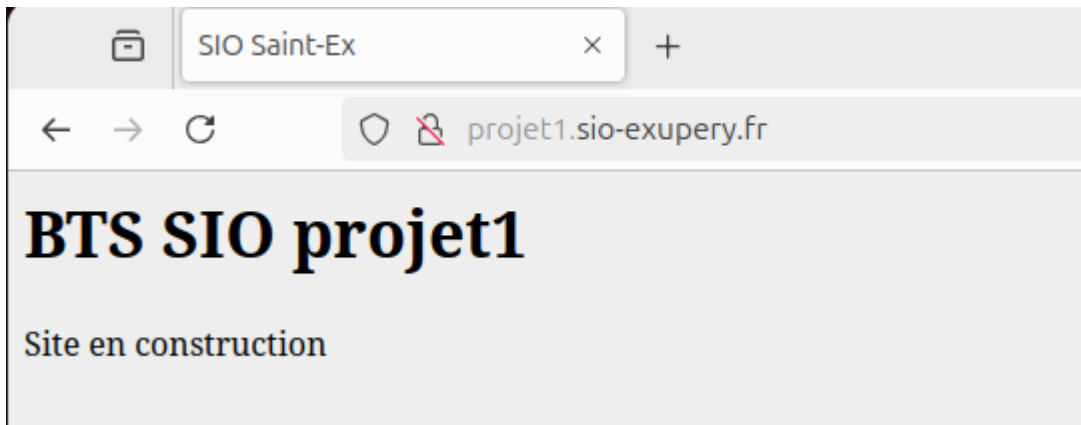 SIO Saint-Ex
projet1.sio-exupery.fr
BTS SIO projet1
Site en construction